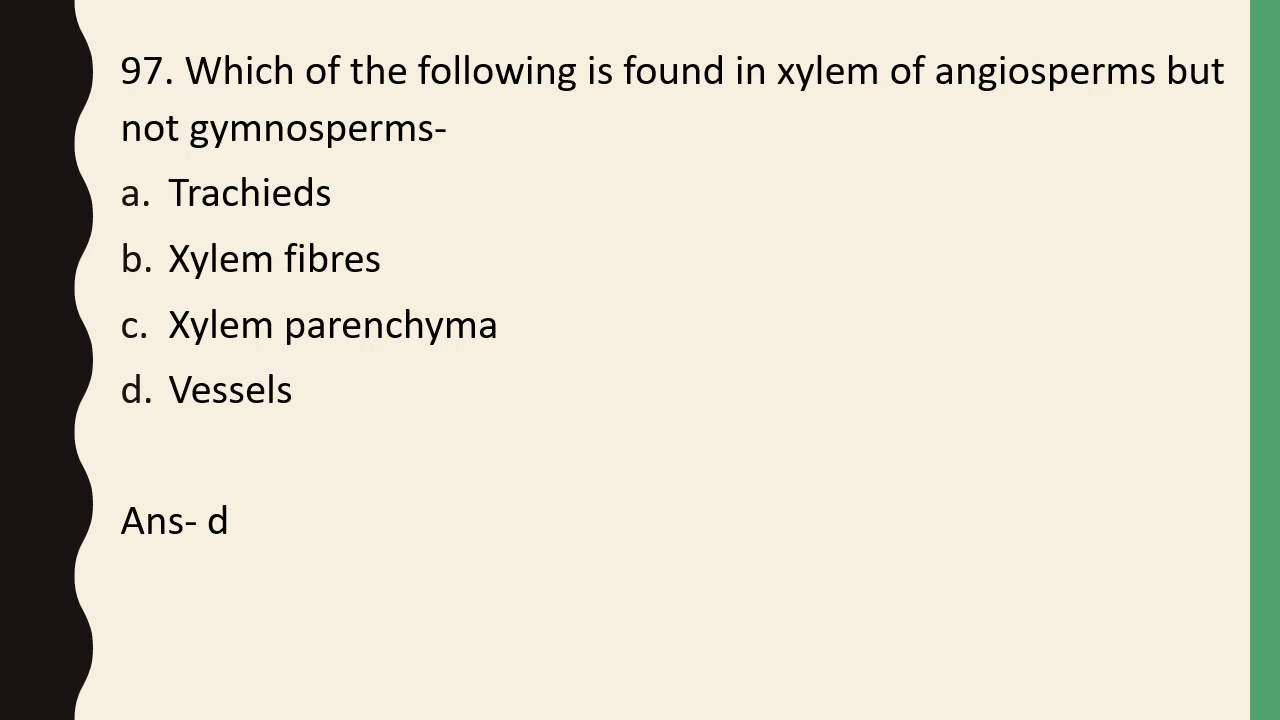 97. Which of the following is found in xylem of angiosperms but
not gymnosperms-
a. Trachieds
b. Xylem fibres
c. Xylem parenchyma
d. Vessels
Ans- d